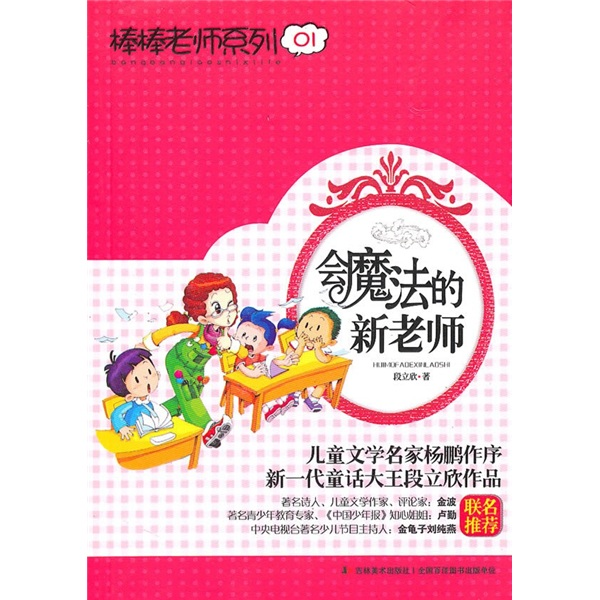 棒棒老师系列 01
bangbanglaoshixilie
会魔法的
新老师
HUIMOFADEXINLAOSHI
段立欣·著
儿童文学名家杨鹏作序
新一代童话大王段立欣作品
著名诗人、儿童文学作家、评论家：金波
著名青少年教育专家、《中国少年报》知心姐姐：卢勤
中央电视台著名少儿节目主持人：金龟子刘纯燕
联名
推荐
吉林美术出版社｜全国百佳图书出版单位